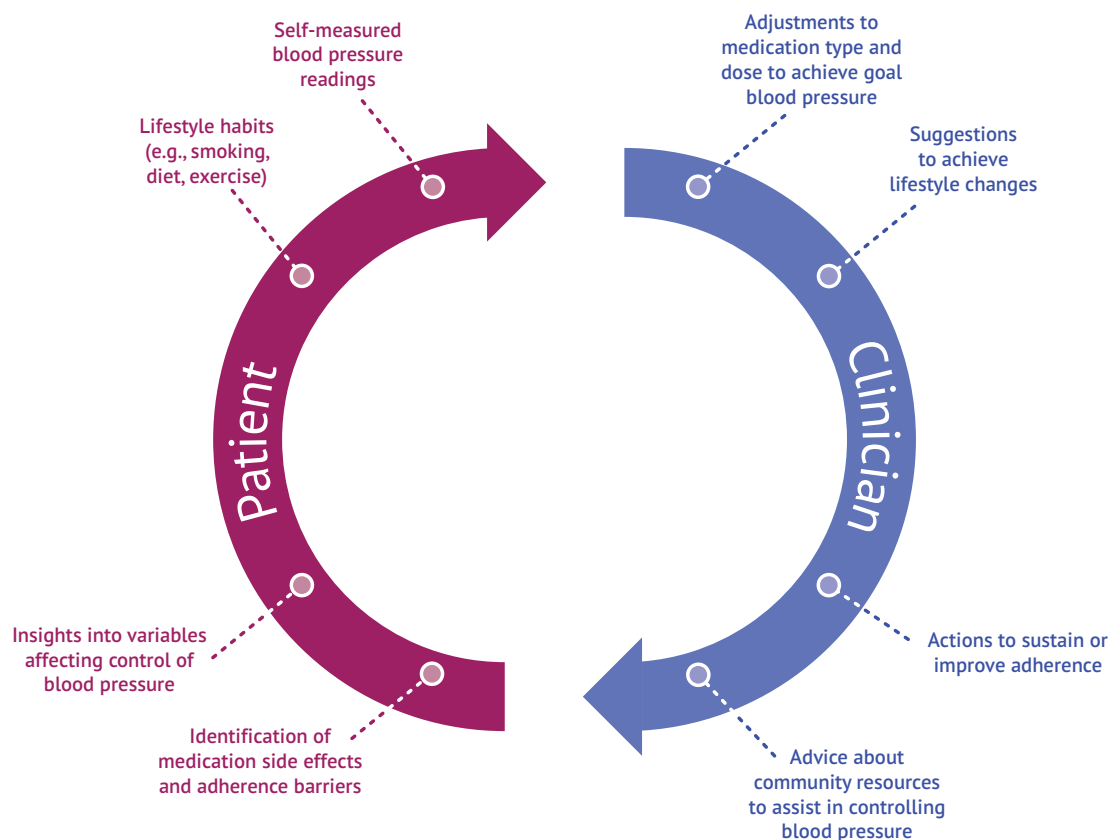 Self-measured
blood pressure
readings
Lifestyle habits
(e.g., smoking,
diet, exercise)
Patient
Insights into variables
affecting control of
blood pressure
Identification of
medication side effects
and adherence barriers
Adjustments to
medication type and
dose to achieve goal
blood pressure
Suggestions
to achieve
lifestyle changes
Clinician
Actions to sustain or
improve adherence
Advice about
community resources
to assist in controlling
blood pressure